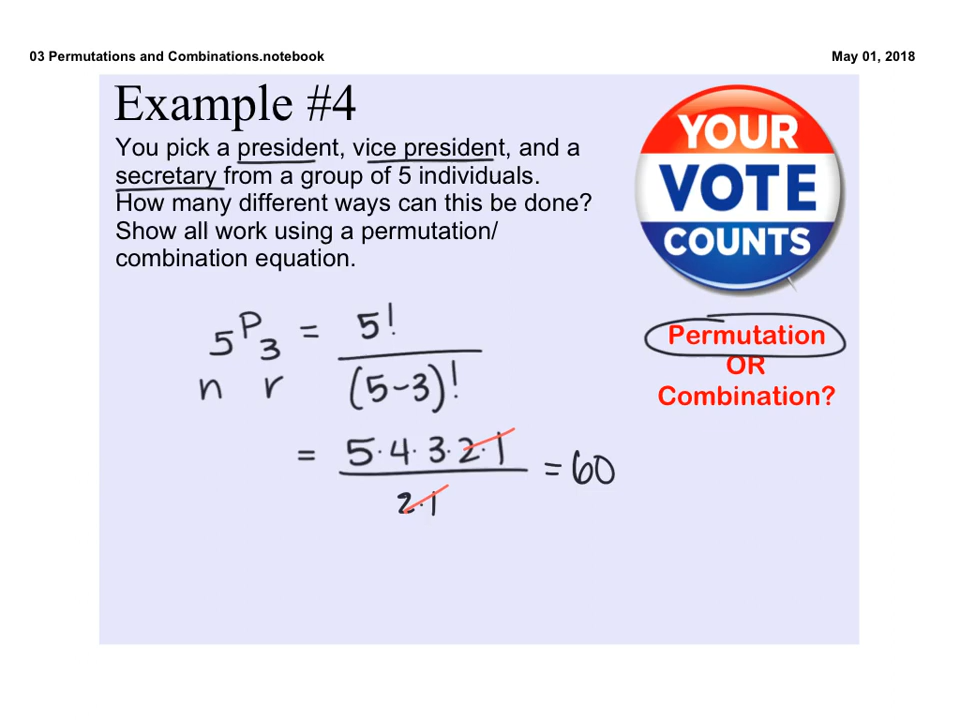 03 Permutations and Combinations.notebook
May 01, 2018
Example #4
You pick a president, vice president, and a
secretary from a group of 5 individuals.
How many different ways can this be done?
Show all work using a permutation/
combination equation.
YOUR
VOTE
COUNTS
Permutation
OR
Combination?
5P3 = 5!
n r (5-3)!
= 5·4·3·2·1 = 60
2·1